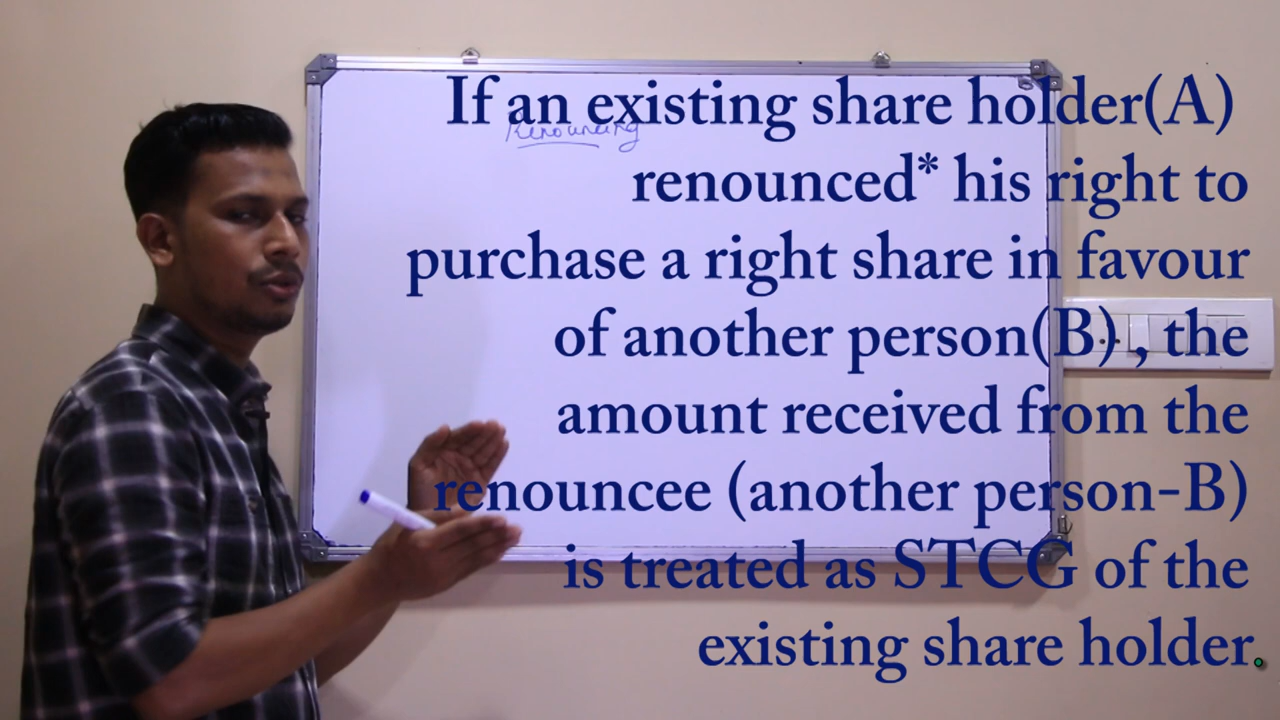 If an existing share holder(A)
Renouncing
renounced* his right to
purchase a right share in favour
of another person(B) , the
amount received from the
renouncee (another person-B)
is treated as STCG of the
existing share holder.